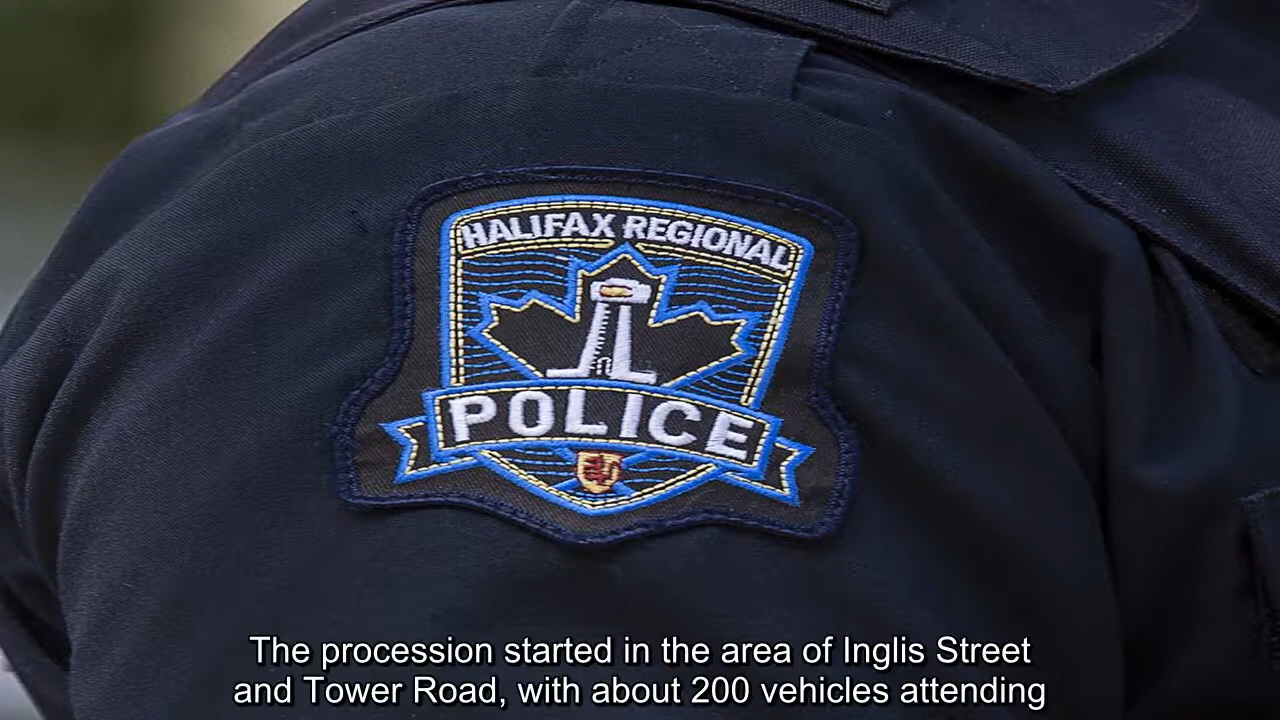 HALIFAX REGIONAL
POLICE
The procession started in the area of Inglis Street
and Tower Road, with about 200 vehicles attending